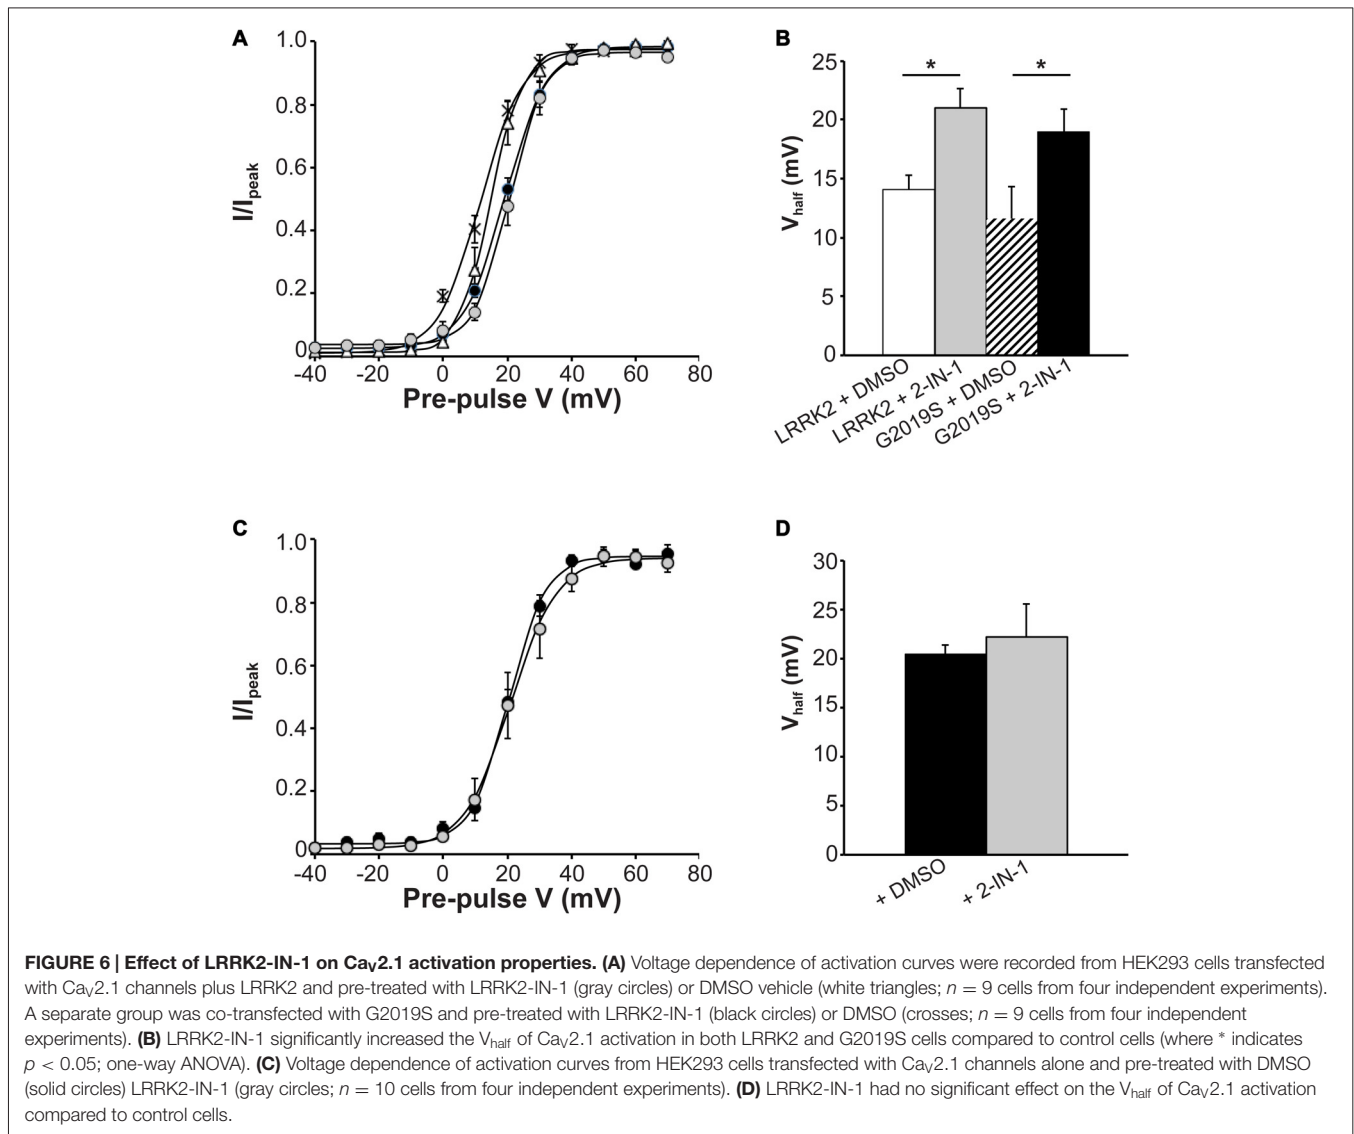 A
1.0
0.8
0.6
0.4
0.2
0
I/Ipeak
-40 -20 0 20 40 60 80
Pre-pulse V (mV)
B
25
20
15
10
5
0
Vhalf (mV)
* *
LRRK2 + DMSO
LRRK2 + 2-IN-1
G2019S + DMSO
G2019S + 2-IN-1
C
1.0
0.8
0.6
0.4
0.2
0
I/Ipeak
-40 -20 0 20 40 60 80
Pre-pulse V (mV)
D
30
25
20
15
10
5
0
Vhalf (mV)
+ DMSO
+ 2-IN-1
FIGURE 6 | Effect of LRRK2-IN-1 on CaV2.1 activation properties. (A) Voltage dependence of activation curves were recorded from HEK293 cells transfected
with CaV2.1 channels plus LRRK2 and pre-treated with LRRK2-IN-1 (gray circles) or DMSO vehicle (white triangles; n = 9 cells from four independent experiments).
A separate group was co-transfected with G2019S and pre-treated with LRRK2-IN-1 (black circles) or DMSO (crosses; n = 9 cells from four independent
experiments). (B) LRRK2-IN-1 significantly increased the Vhalf of CaV2.1 activation in both LRRK2 and G2019S cells compared to control cells (where * indicates
p < 0.05; one-way ANOVA). (C) Voltage dependence of activation curves from HEK293 cells transfected with CaV2.1 channels alone and pre-treated with DMSO
(solid circles) LRRK2-IN-1 (gray circles; n = 10 cells from four independent experiments). (D) LRRK2-IN-1 had no significant effect on the Vhalf of CaV2.1 activation
compared to control cells.